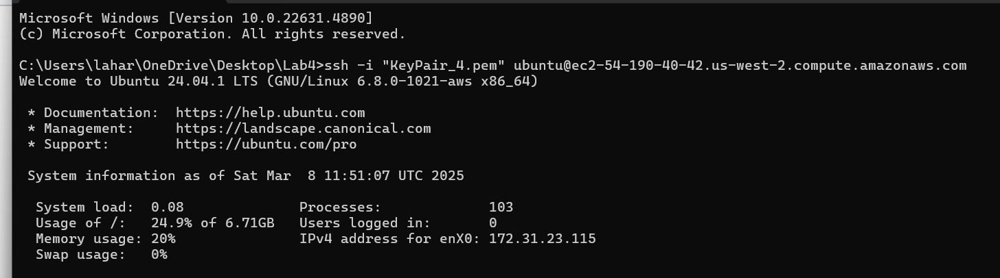 Microsoft Windows [Version 10.0.22631.4890]
(c) Microsoft Corporation. All rights reserved.
C:\Users\lahar\OneDrive\Desktop\Lab4>ssh -i "KeyPair_4.pem" ubuntu@ec2-54-190-40-42.us-west-2.compute.amazonaws.com
Welcome to Ubuntu 24.04.1 LTS (GNU/Linux 6.8.0-1021-aws x86_64)
* Documentation:  https://help.ubuntu.com
* Management:     https://landscape.canonical.com
* Support:        https://ubuntu.com/pro
System information as of Sat Mar  8 11:51:07 UTC 2025
System load:  0.08              Processes:             103
Usage of /:   24.9% of 6.71GB   Users logged in:       0
Memory usage: 20%               IPv4 address for enX0: 172.31.23.115
Swap usage:   0%